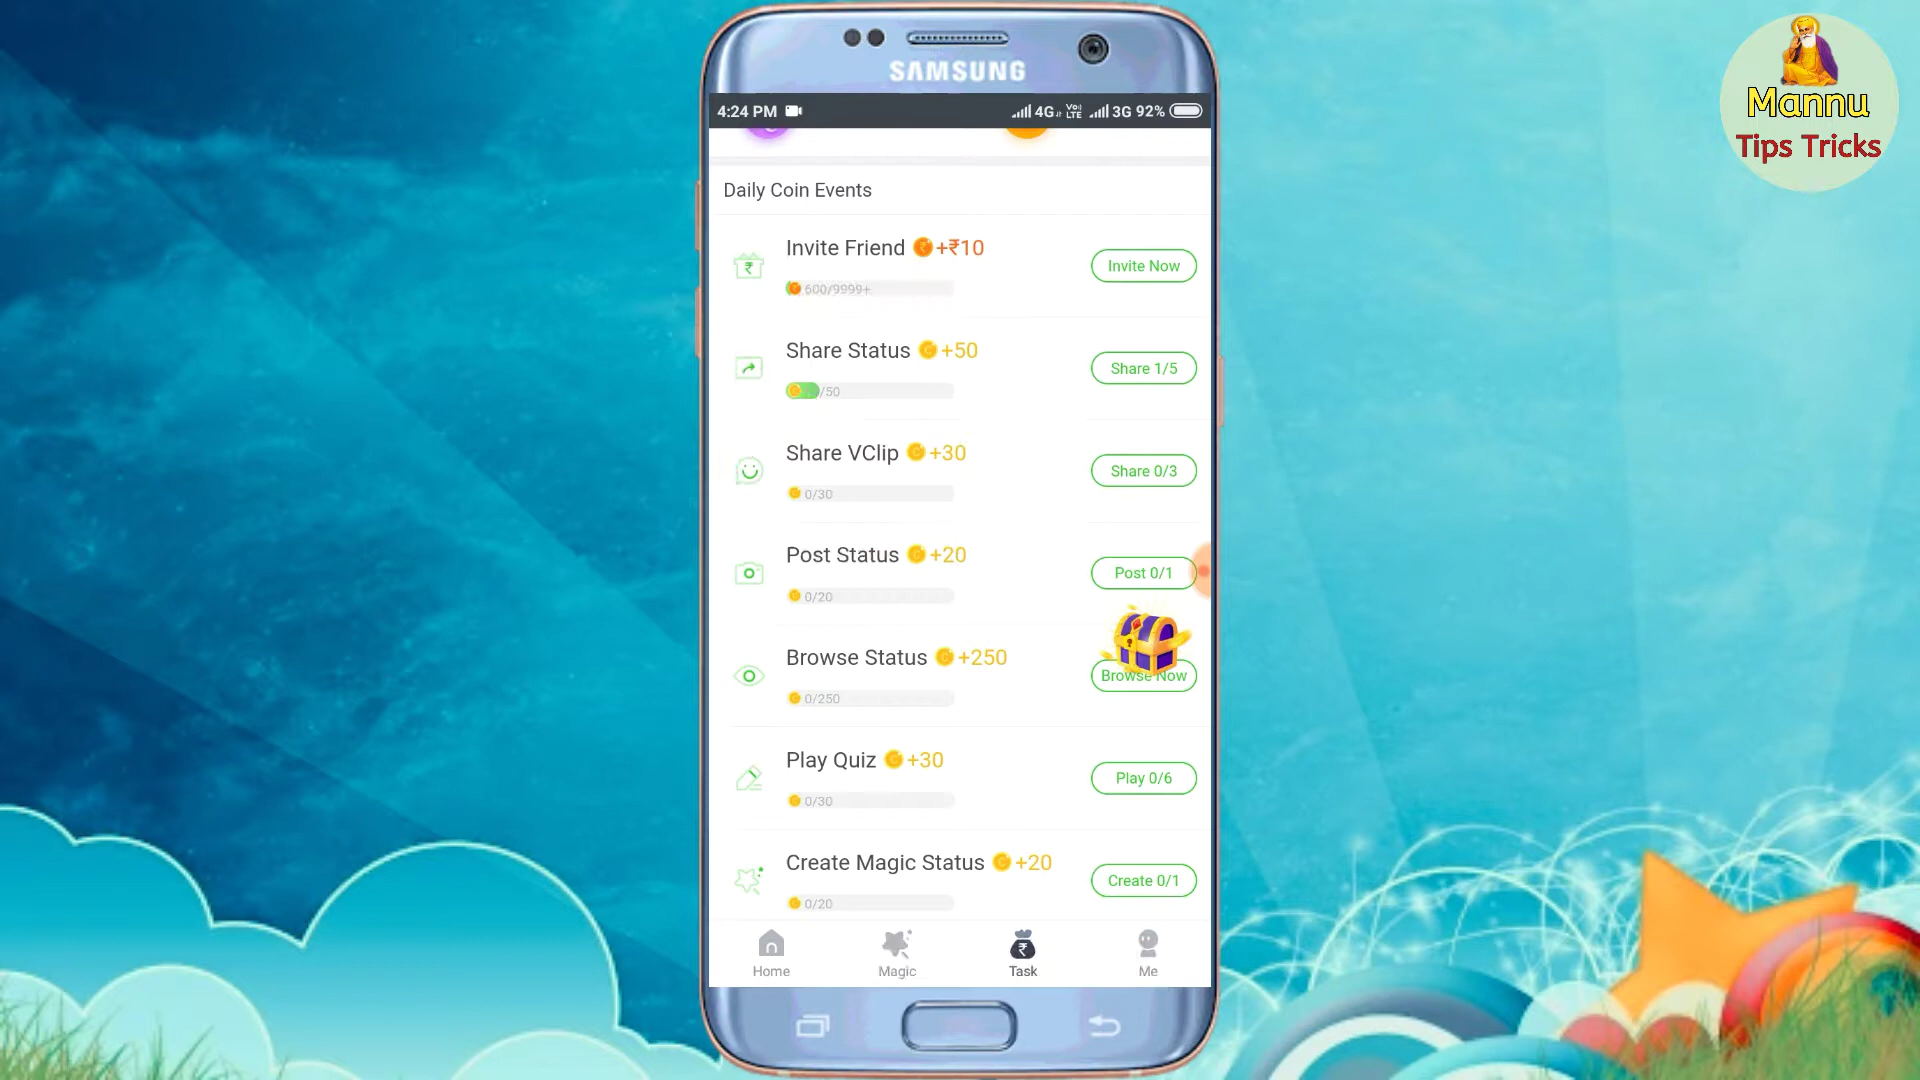 SAMSUNG
4:24 PM 4G Vo) LTE 3G 92%
Daily Coin Events
Invite Friend +₹10
600/9999+
Invite Now
Share Status +50
/50
Share 1/5
Share VClip +30
0/30
Share 0/3
Post Status +20
0/20
Post 0/1
Browse Status +250
0/250
Browse Now
Play Quiz +30
0/30
Play 0/6
Create Magic Status +20
0/20
Create 0/1
Home Magic Task Me
Mannu
Tips Tricks